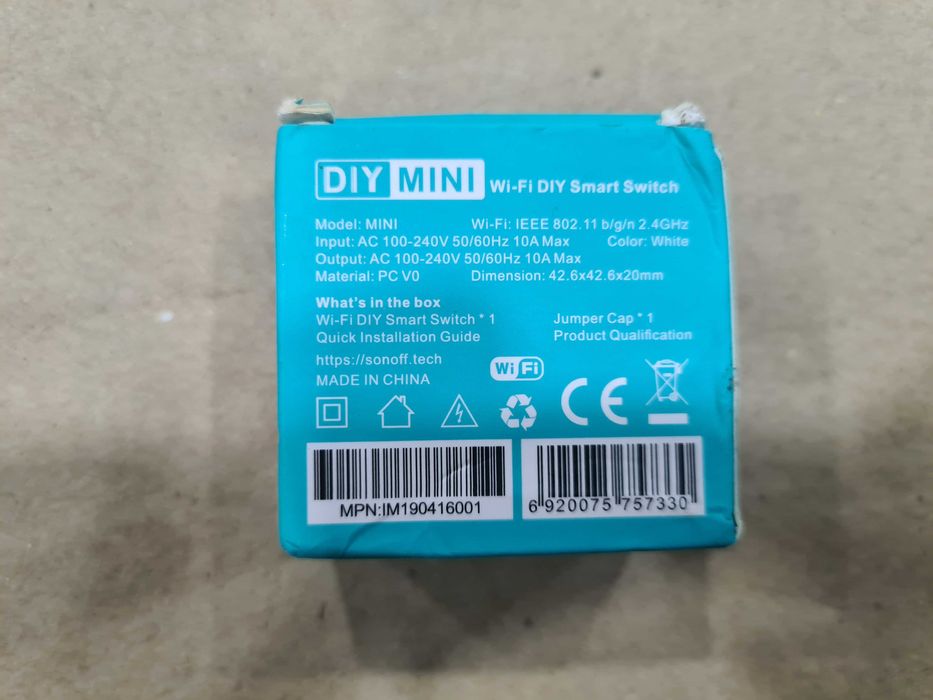 DIY MINI Wi-Fi DIY Smart Switch
Model: MINI Wi-Fi: IEEE 802.11 b/g/n 2.4GHz
Input: AC 100-240V 50/60Hz 10A Max Color: White
Output: AC 100-240V 50/60Hz 10A Max
Material: PC V0 Dimension: 42.6x42.6x20mm
What's in the box
Wi-Fi DIY Smart Switch * 1 Jumper Cap * 1
Quick Installation Guide Product Qualification
https://sonoff.tech
Wi Fi
MADE IN CHINA
CE
MPN:IM190416001
6 920075 757330